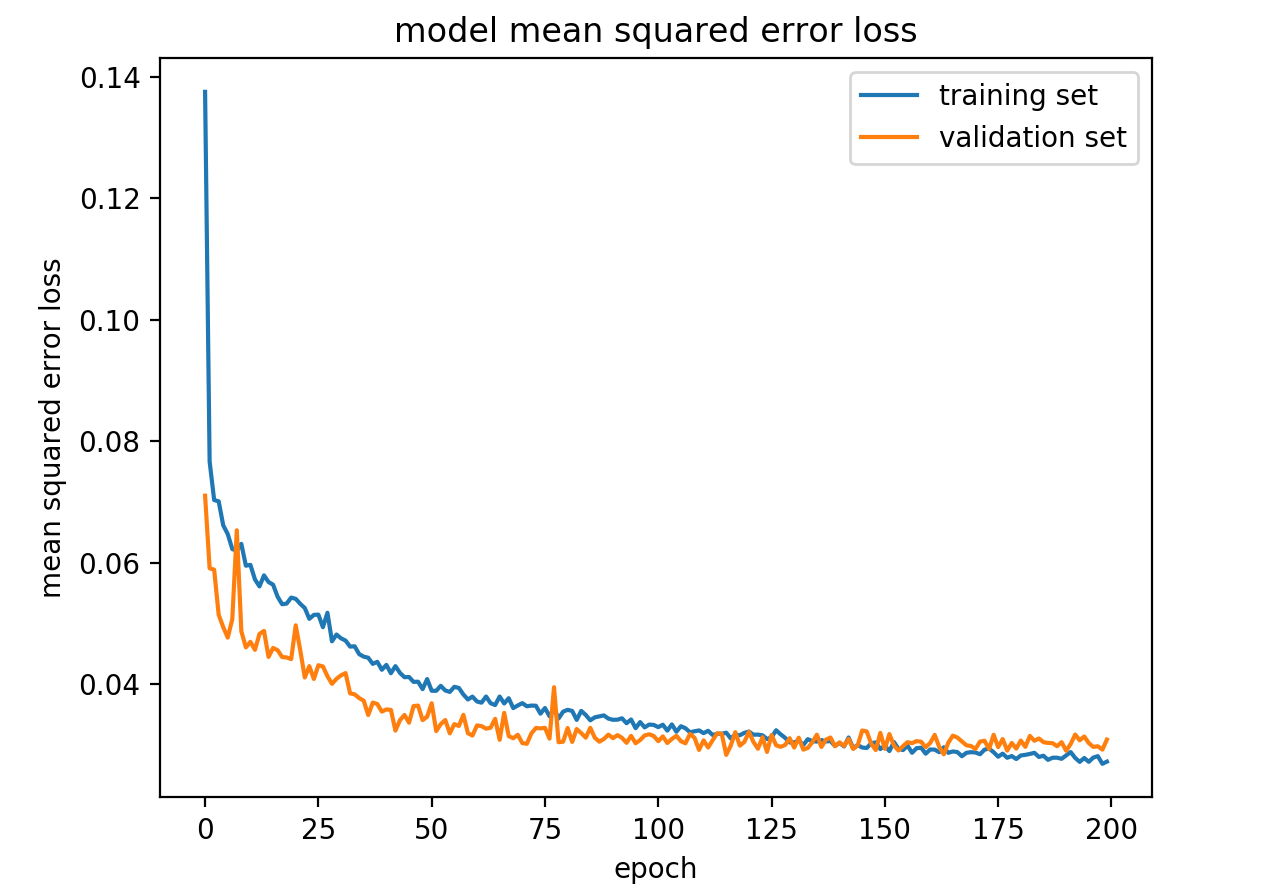 model mean squared error loss
training set
validation set
0.14
0.12
0.10
0.08
0.06
0.04
mean squared error loss
0 25 50 75 100 125 150 175 200
epoch